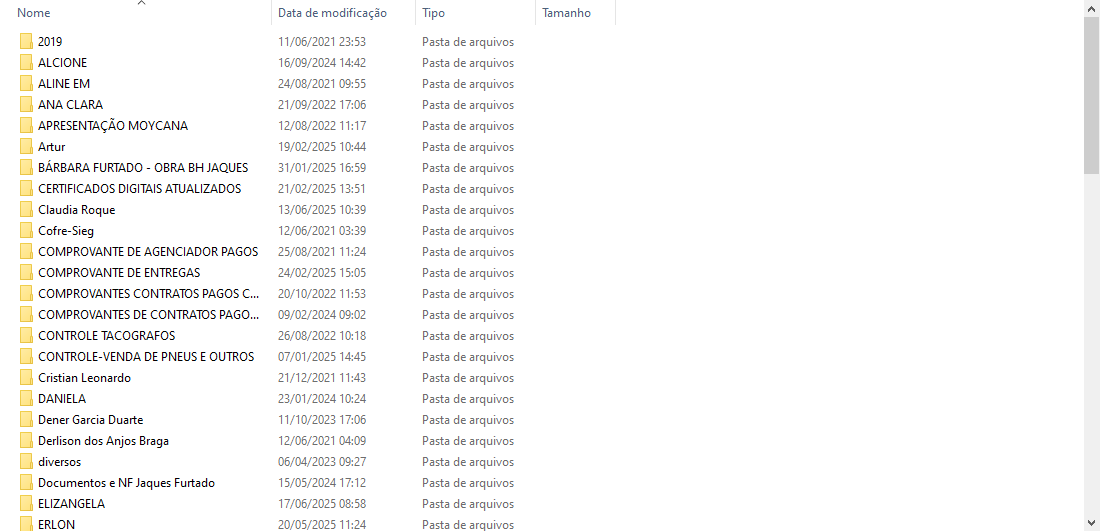 Nome Data de modificação Tipo Tamanho
2019 11/06/2021 23:53 Pasta de arquivos
ALCIONE 16/09/2024 14:42 Pasta de arquivos
ALINE EM 24/08/2021 09:55 Pasta de arquivos
ANA CLARA 21/09/2022 17:06 Pasta de arquivos
APRESENTAÇÃO MOYCANA 12/08/2022 11:17 Pasta de arquivos
Artur 19/02/2025 10:44 Pasta de arquivos
BÁRBARA FURTADO - OBRA BH JAQUES 31/01/2025 16:59 Pasta de arquivos
CERTIFICADOS DIGITAIS ATUALIZADOS 21/02/2025 13:51 Pasta de arquivos
Claudia Roque 13/06/2025 10:39 Pasta de arquivos
Cofre-Sieg 12/06/2021 03:39 Pasta de arquivos
COMPROVANTE DE AGENCIADOR PAGOS 25/08/2021 11:24 Pasta de arquivos
COMPROVANTE DE ENTREGAS 24/02/2025 15:05 Pasta de arquivos
COMPROVANTES CONTRATOS PAGOS C... 20/10/2022 11:53 Pasta de arquivos
COMPROVANTES DE CONTRATOS PAGO... 09/02/2024 09:02 Pasta de arquivos
CONTROLE TACOGRAFOS 26/08/2022 10:18 Pasta de arquivos
CONTROLE-VENDA DE PNEUS E OUTROS 07/01/2025 14:45 Pasta de arquivos
Cristian Leonardo 21/12/2021 11:43 Pasta de arquivos
DANIELA 23/01/2024 10:24 Pasta de arquivos
Dener Garcia Duarte 11/10/2023 17:06 Pasta de arquivos
Derlison dos Anjos Braga 12/06/2021 04:09 Pasta de arquivos
diversos 06/04/2023 09:27 Pasta de arquivos
Documentos e NF Jaques Furtado 15/05/2024 17:12 Pasta de arquivos
ELIZANGELA 17/06/2025 08:58 Pasta de arquivos
ERLON 20/05/2025 11:24 Pasta de arquivos